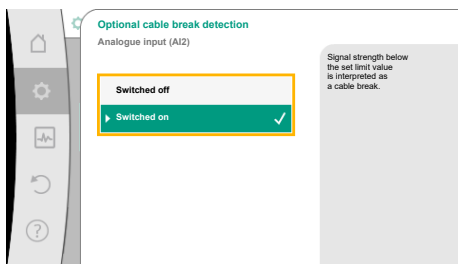 Optional cable break detection
Analogue input (AI2)
Switched off
Switched on
Signal strength below
the set limit value
is interpreted as
a cable break.
?